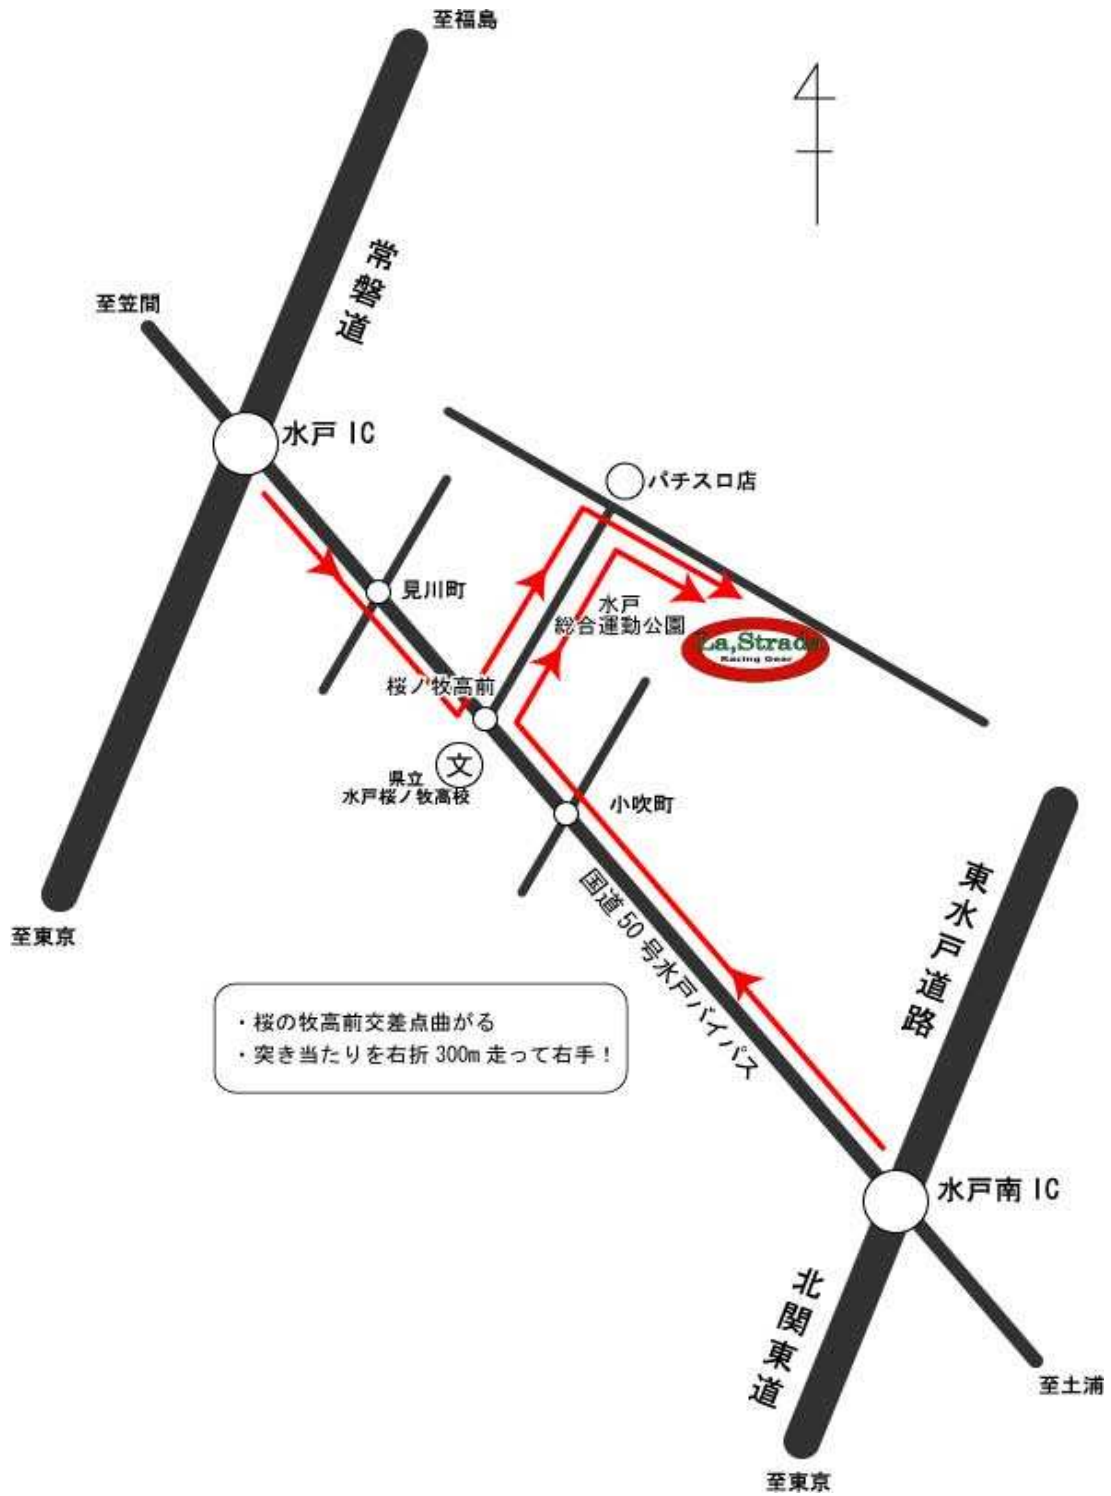 至福島
常磐道
至笠間
水戸 IC
パチスロ店
見川町
水戸
総合運動公園
La,Strada
Racing Gear
桜ノ牧高前
文
県立
水戸桜ノ牧高校
小吹町
国道 50 号水戸バイパス
東水戸道路
至東京
・桜の牧高前交差点曲がる
・突き当たりを右折 300m 走って右手！
水戸南 IC
北関東道
至土浦
至東京